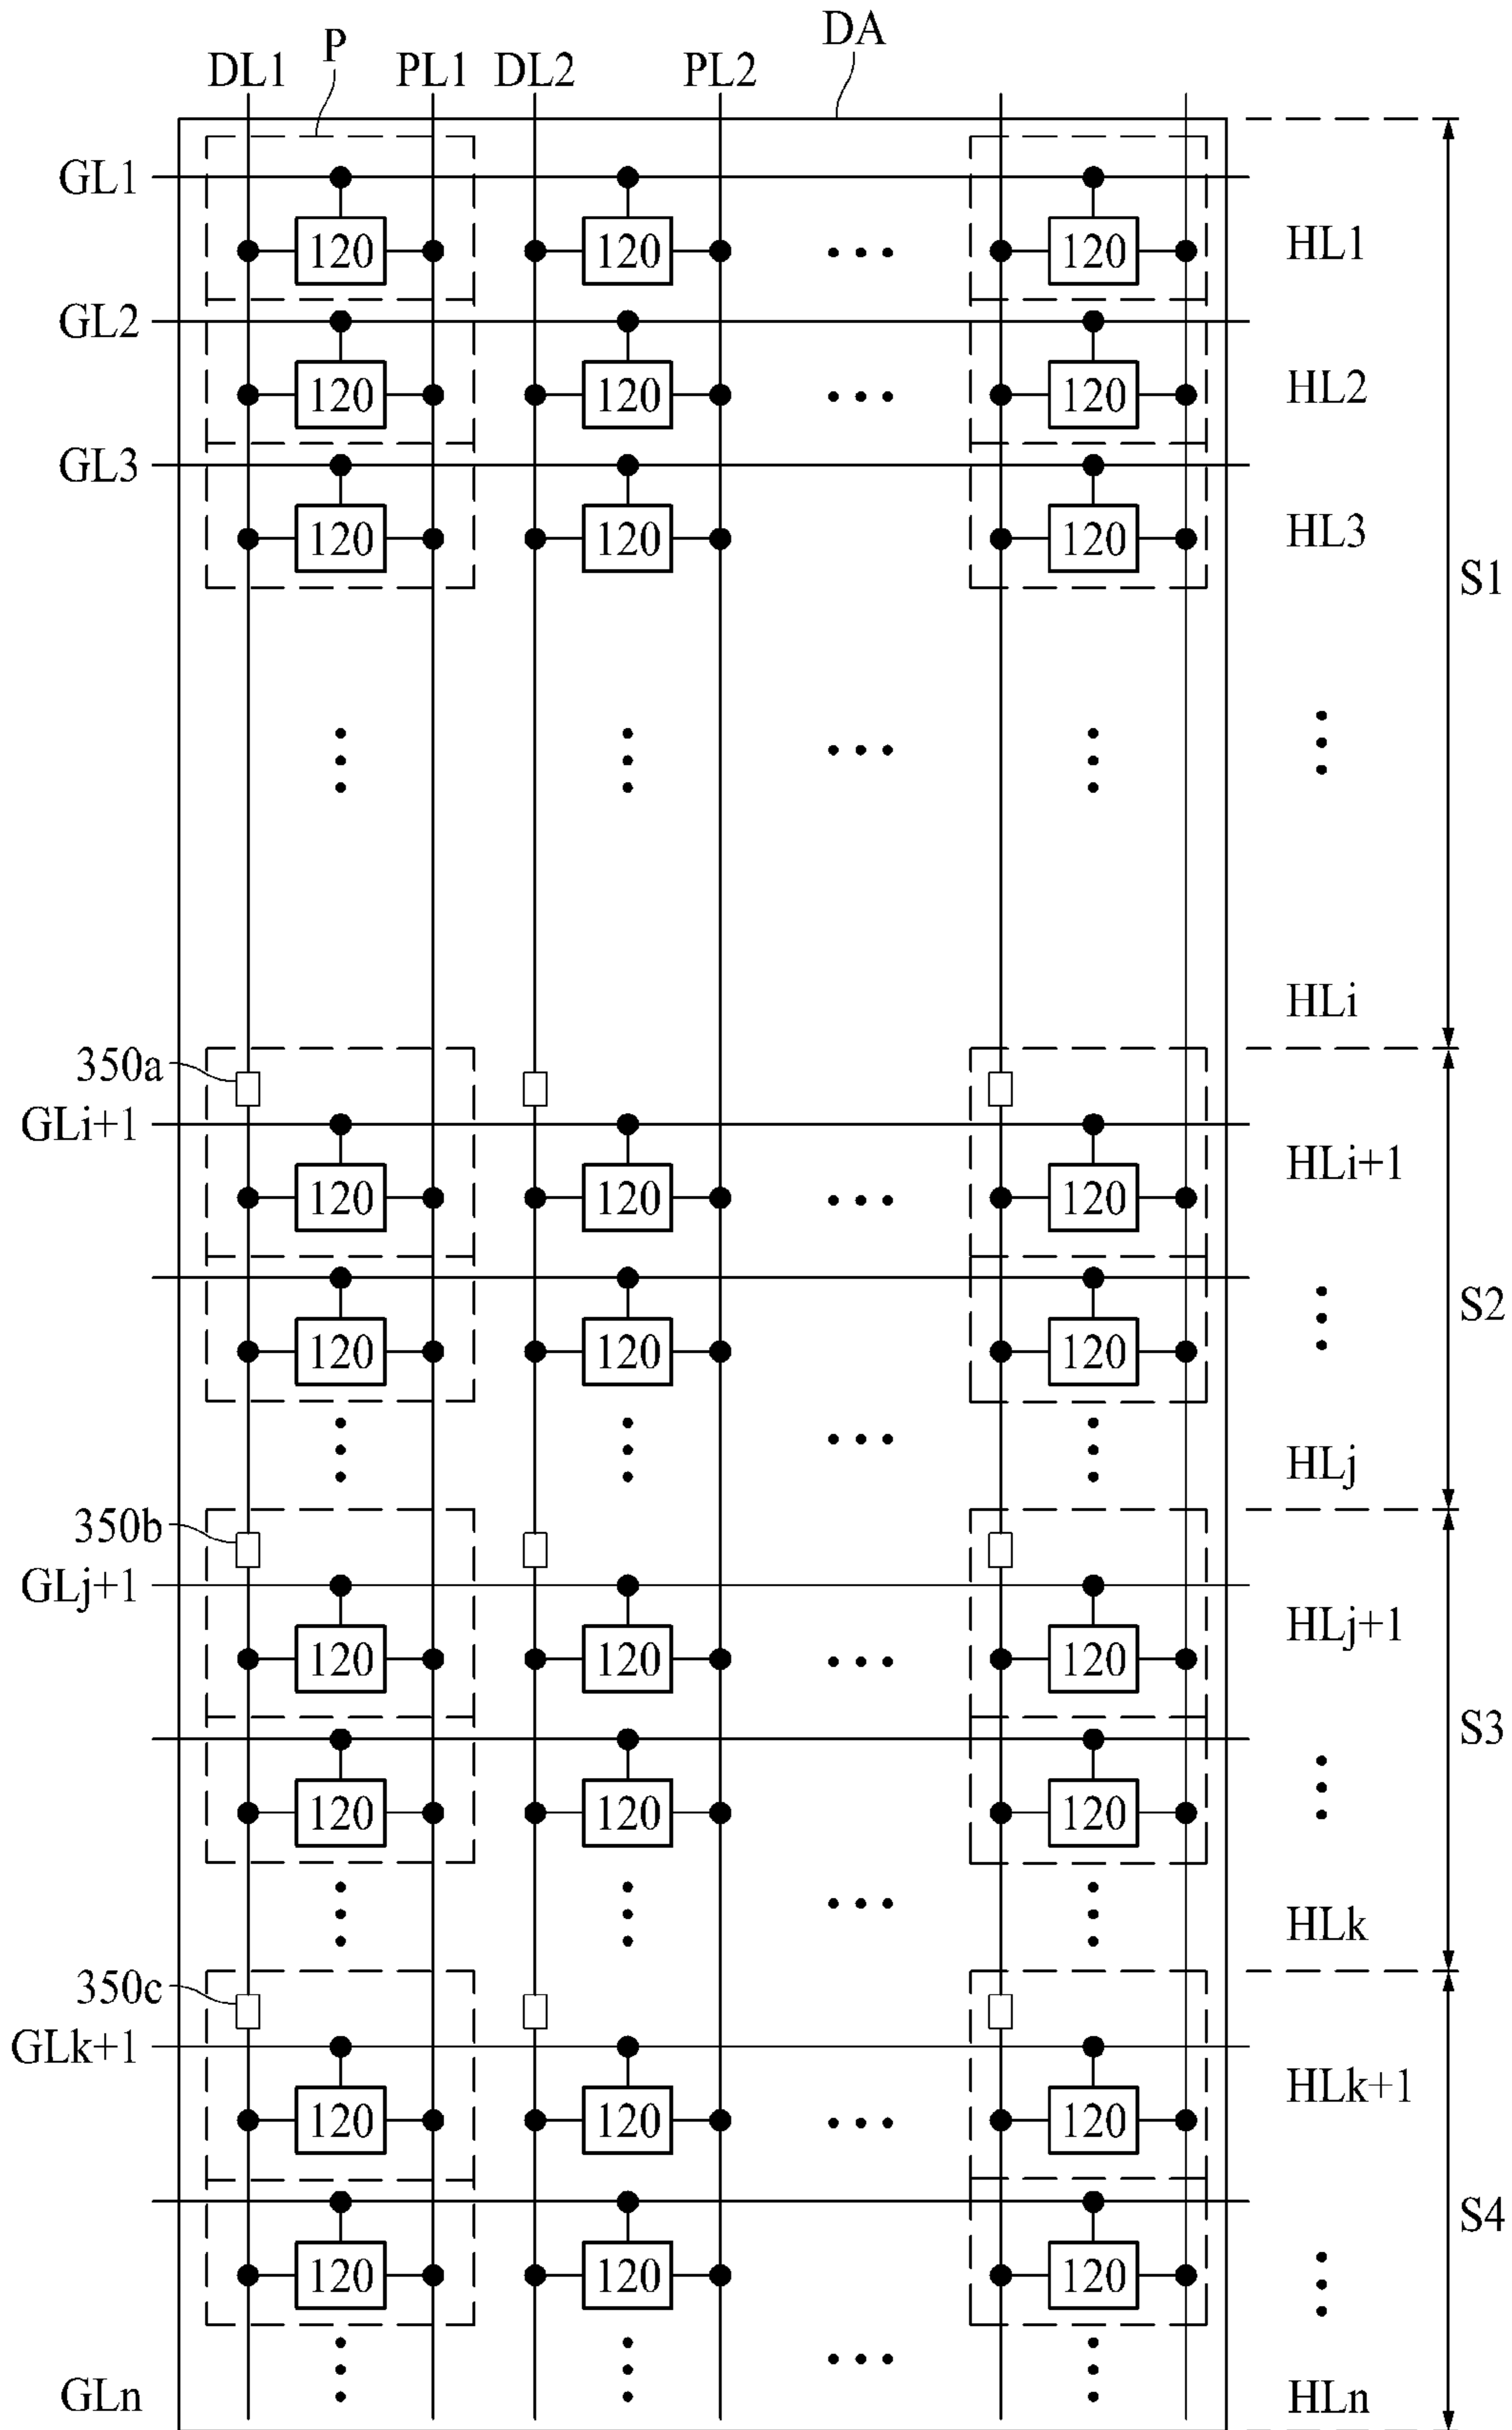 DL1 P PL1 DL2 PL2 DA
GL1
120 120 120 HL1
GL2
120 120 120 HL2
GL3
120 120 120 HL3
S1
HLi
350a
GLi+1
120 120 120 HLi+1
S2
120 120 120
HLj
350b
GLj+1
120 120 120 HLj+1
S3
120 120 120
HLk
350c
GLk+1
120 120 120 HLk+1
S4
120 120 120
GLn HLn